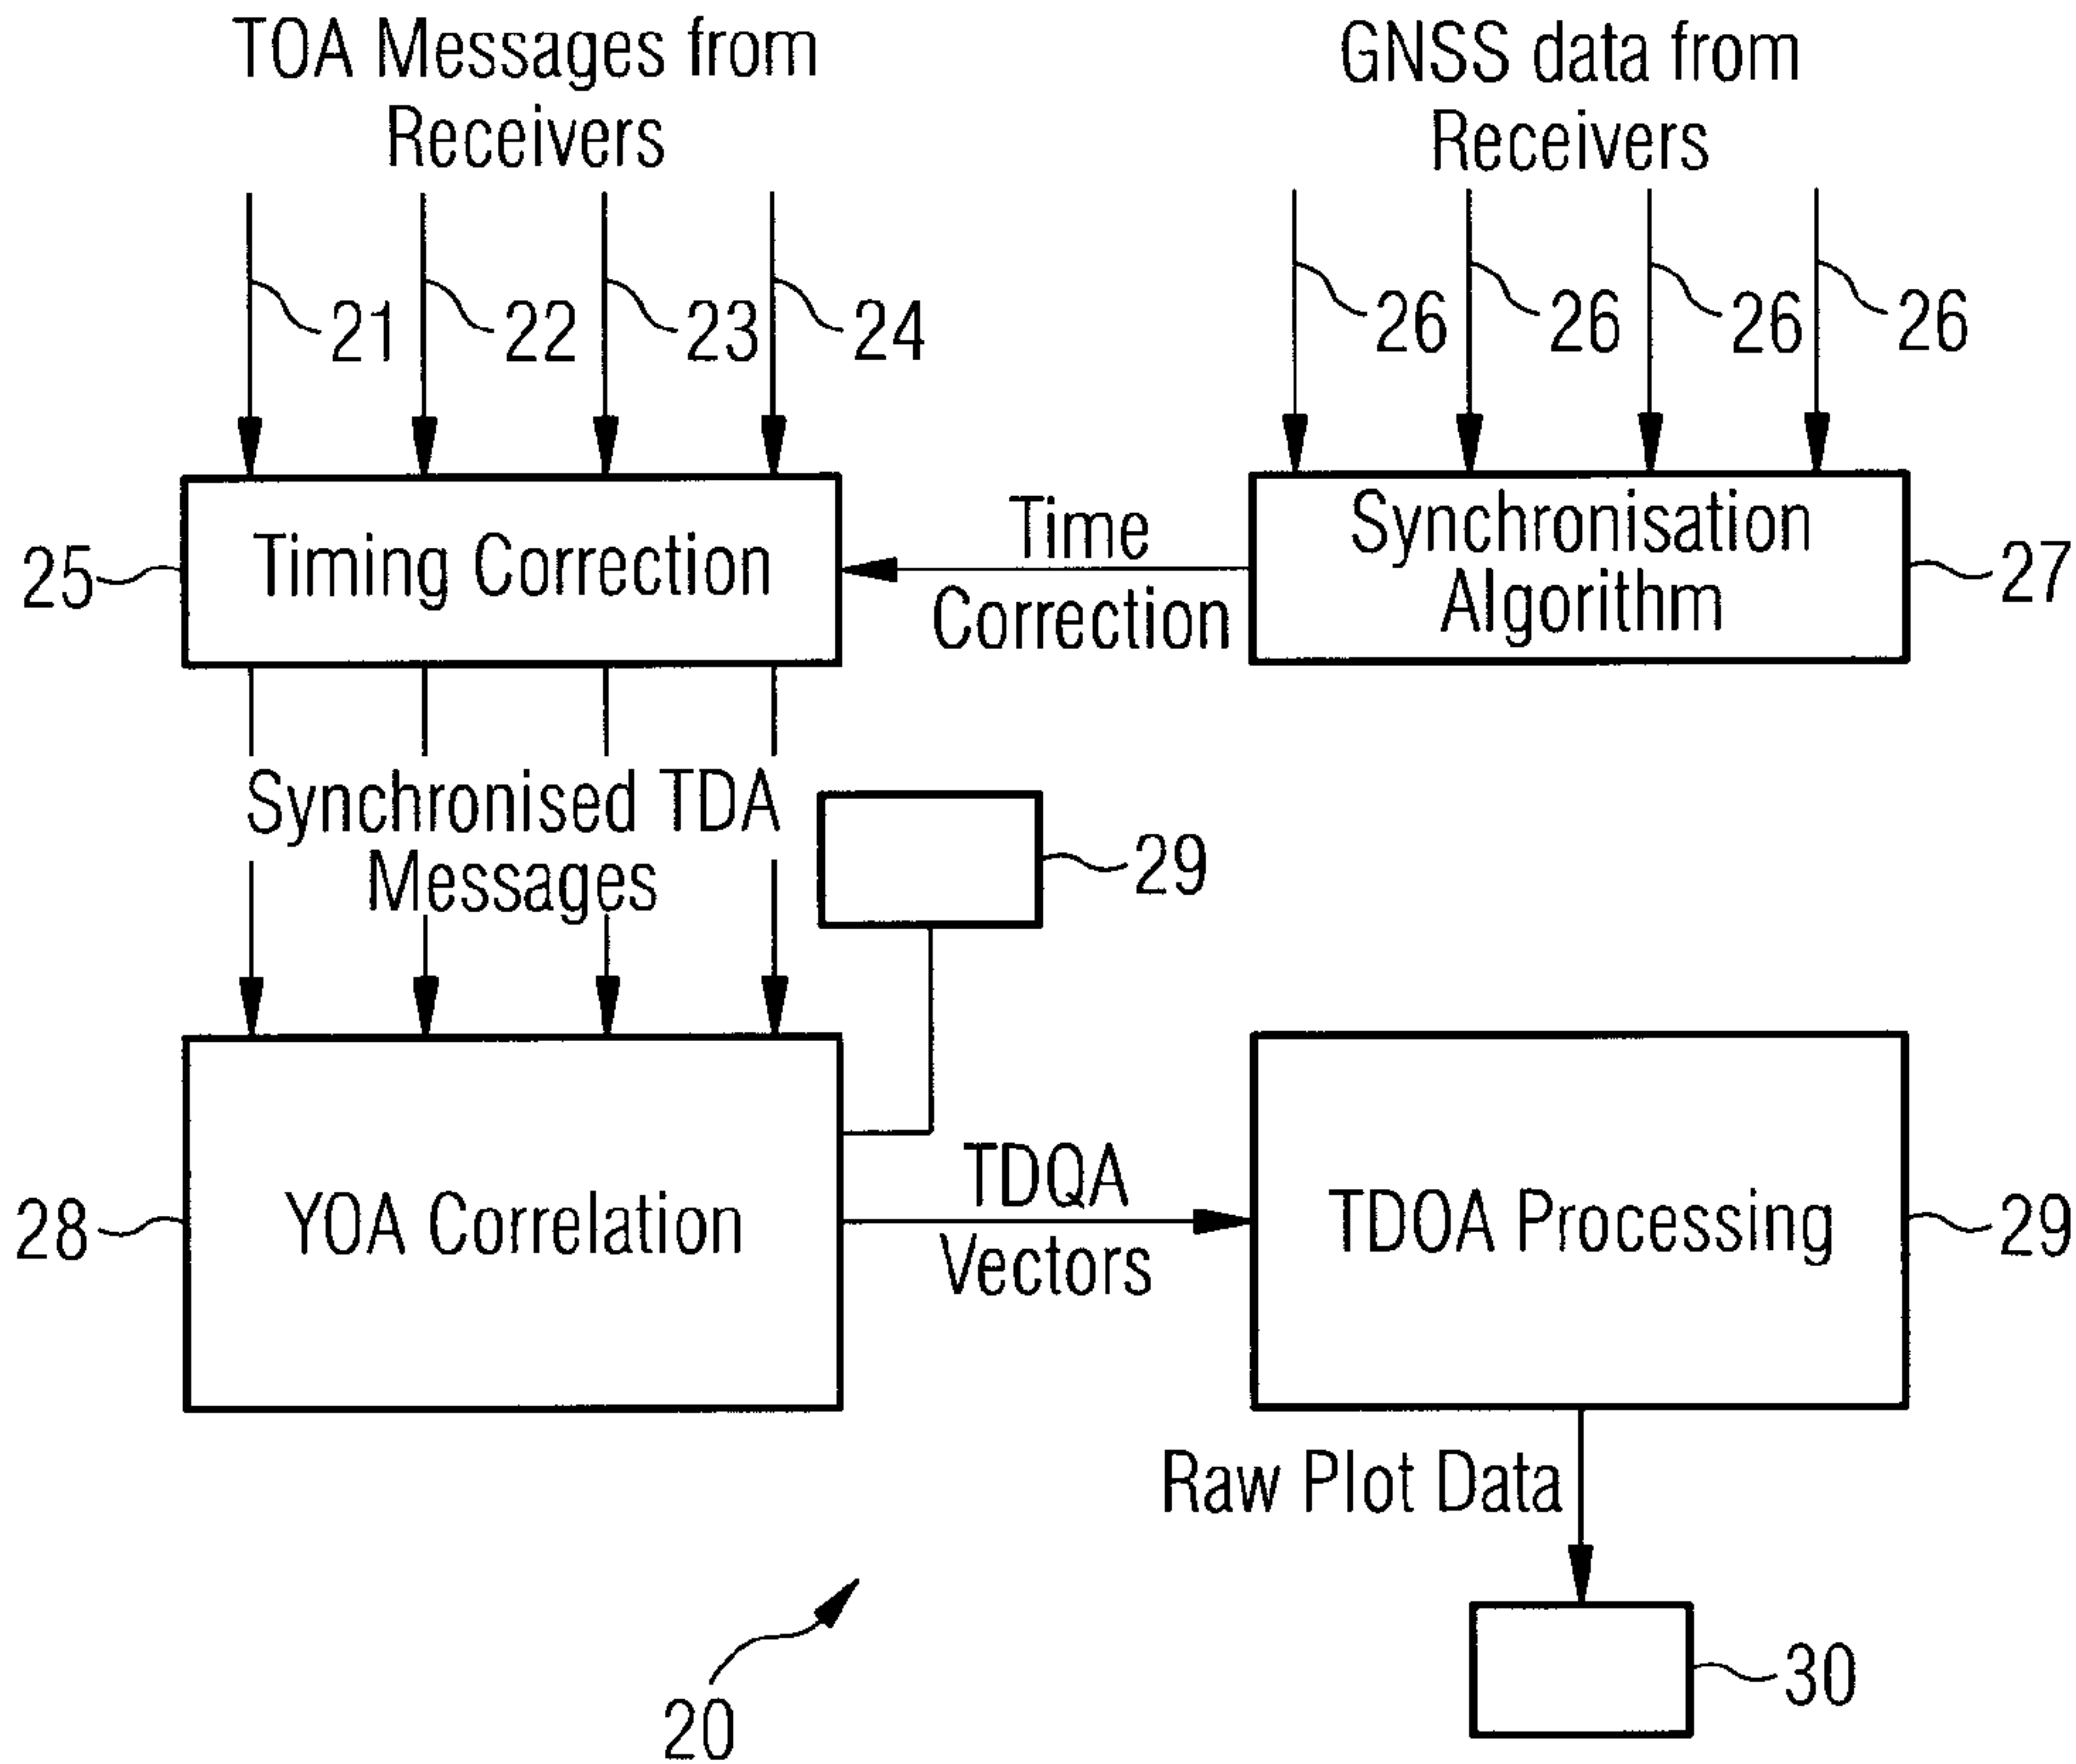 TOA Messages from
Receivers
GNSS data from
Receivers
21
22
23
24
26
26
26
26
25
Timing Correction
Time
Correction
Synchronisation
Algorithm
27
Synchronised TDA
Messages
29
28
YOA Correlation
TDQA
Vectors
TDOA Processing
29
Raw Plot Data
30
20